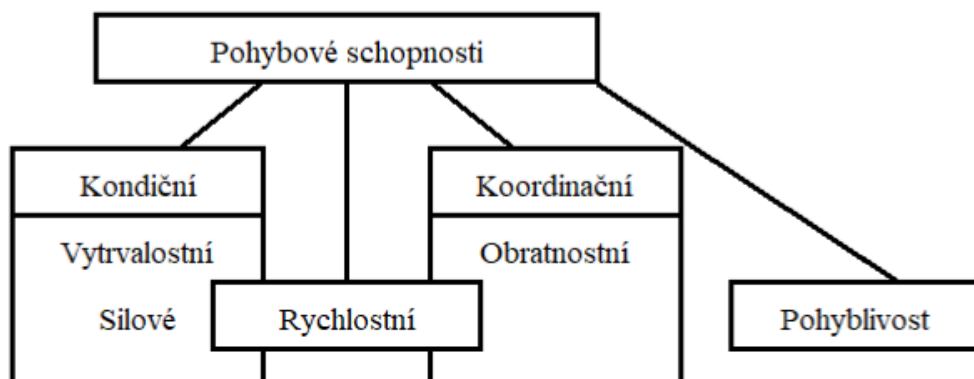 Pohybové schopnosti
Kondiční
Koordinační
Vytrvalostní
Obratnostní
Silové
Rychlostní
Pohyblivost